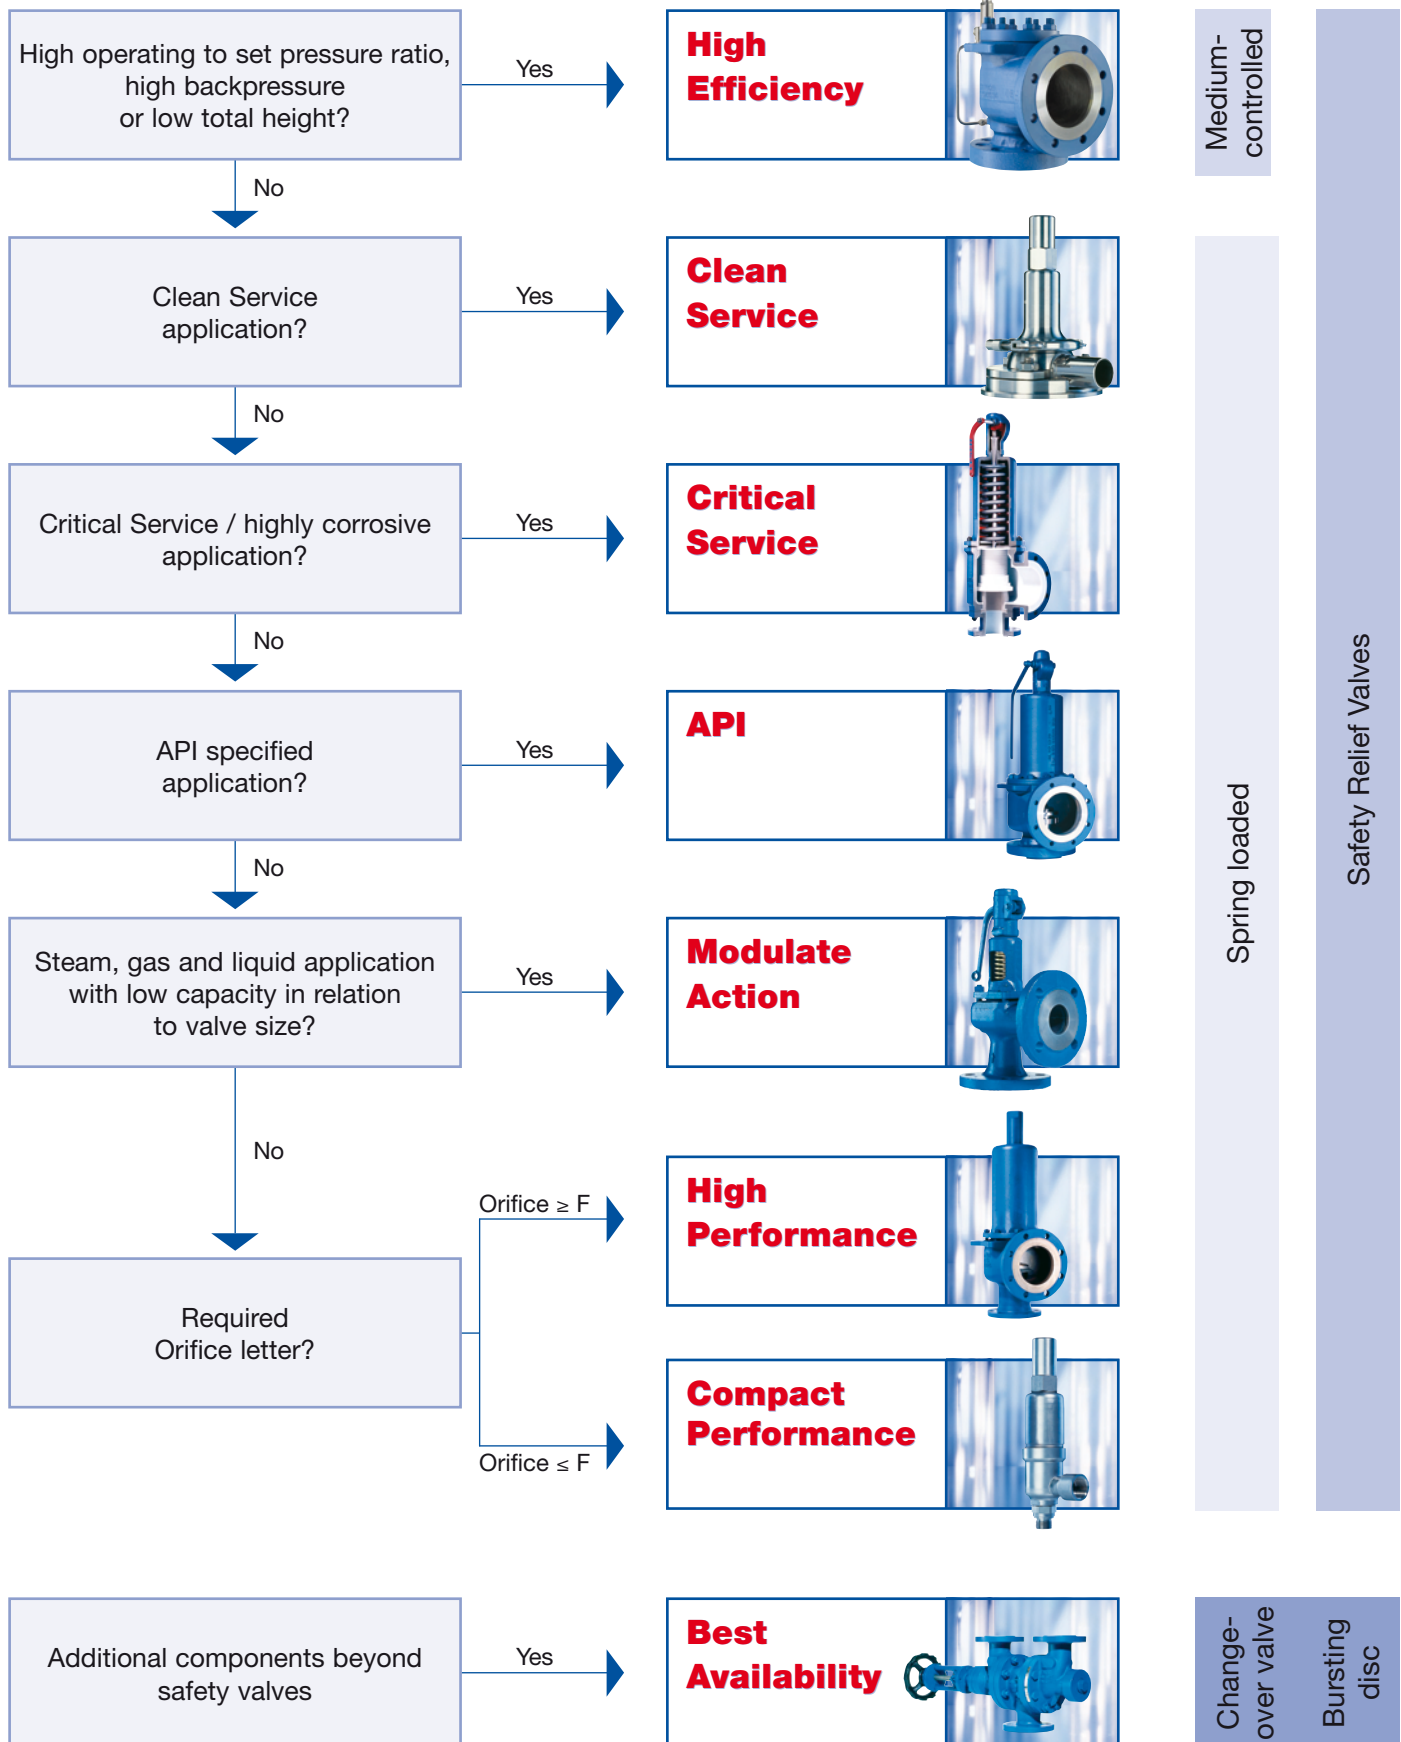 High operating to set pressure ratio,
high backpressure
or low total height?
Yes
High
Efficiency
No
Clean Service
application?
Yes
Clean
Service
No
Critical Service / highly corrosive
application?
Yes
Critical
Service
No
API specified
application?
Yes
API
No
Steam, gas and liquid application
with low capacity in relation
to valve size?
Yes
Modulate
Action
No
Required
Orifice letter?
Orifice ≥ F
High
Performance
Orifice ≤ F
Compact
Performance
Additional components beyond
safety valves
Yes
Best
Availability
Medium-
controlled
Spring loaded
Safety Relief Valves
Change-
over valve
Bursting
disc